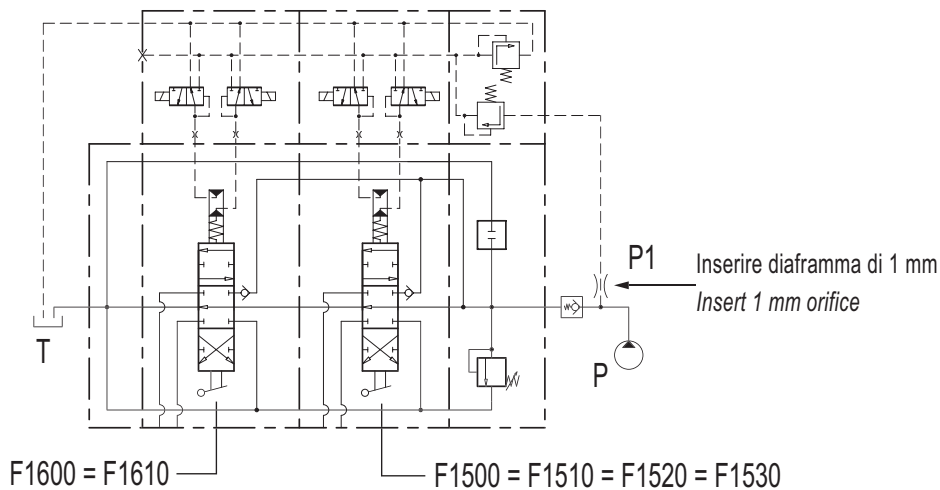 P1
Inserire diaframma di 1 mm
Insert 1 mm orifice
T
P
F1600 = F1610
F1500 = F1510 = F1520 = F1530